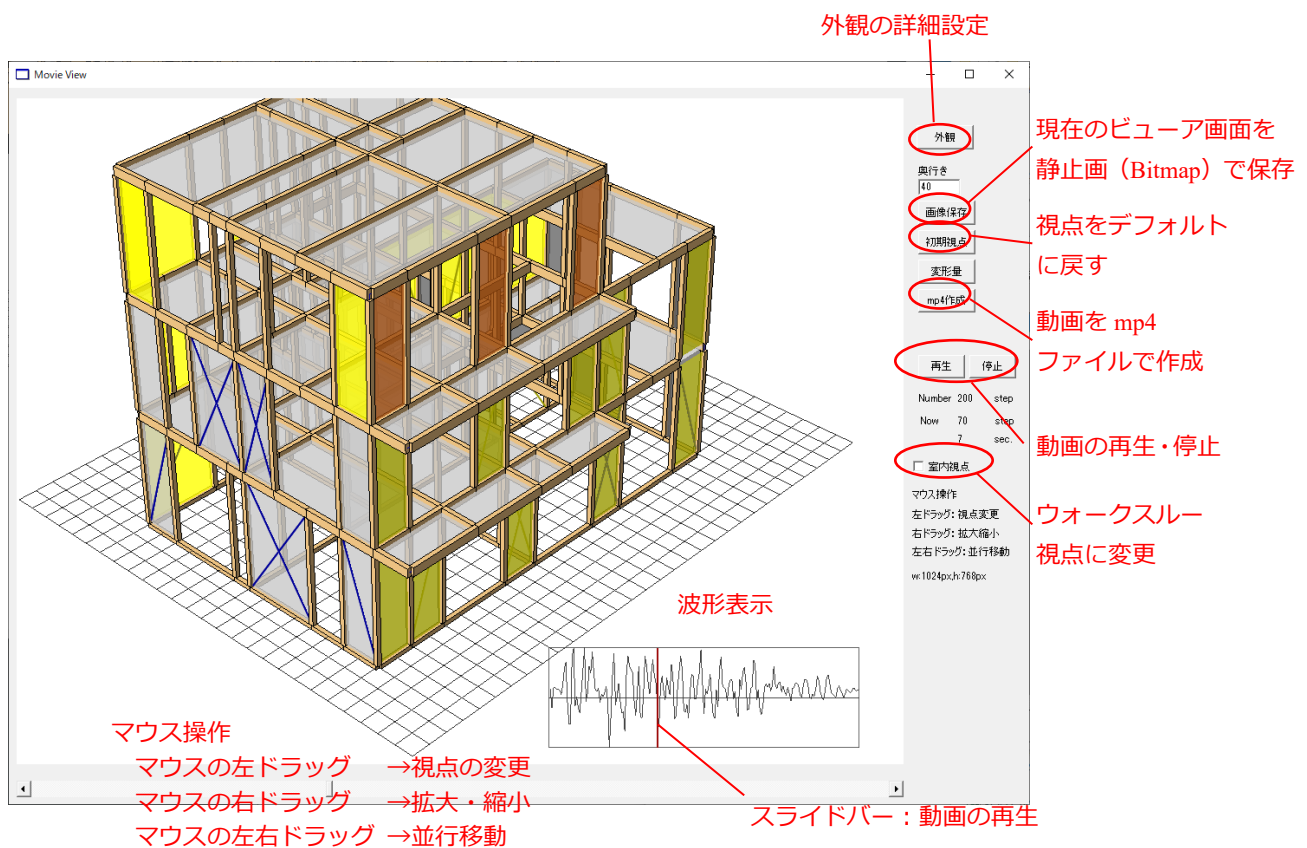 外観の詳細設定
Movie View
外観
現在のビューア画面を
静止画（Bitmap）で保存
奥行き
40
画像保存
視点をデフォルト
に戻す
初期視点
変形量
mp4作成
動画を mp4
ファイルで作成
再生 停止
Number 200 step
Now 70 step
7 sec.
動画の再生・停止
室内視点
マウス操作
左ドラッグ：視点変更
右ドラッグ：拡大縮小
左右ドラッグ：並行移動
w:1024px,h:768px
ウォークスルー
視点に変更
波形表示
マウス操作
マウスの左ドラッグ →視点の変更
マウスの右ドラッグ →拡大・縮小
マウスの左右ドラッグ →並行移動
スライドバー：動画の再生